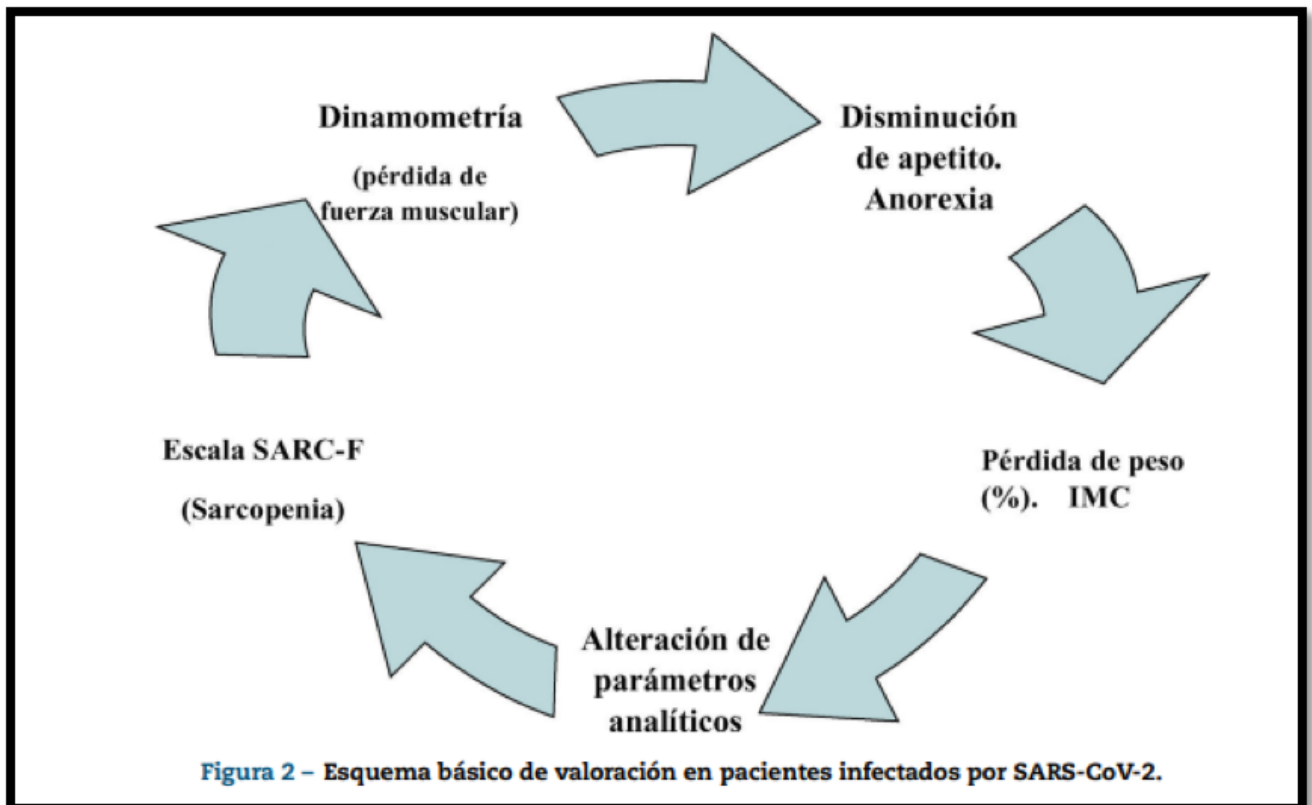 Dinamometría
(pérdida de
fuerza muscular)
Disminución
de apetito.
Anorexia
Pérdida de peso
(%). IMC
Alteración de
parámetros
analíticos
Escala SARC-F
(Sarcopenia)
Figura 2 – Esquema básico de valoración en pacientes infectados por SARS-CoV-2.